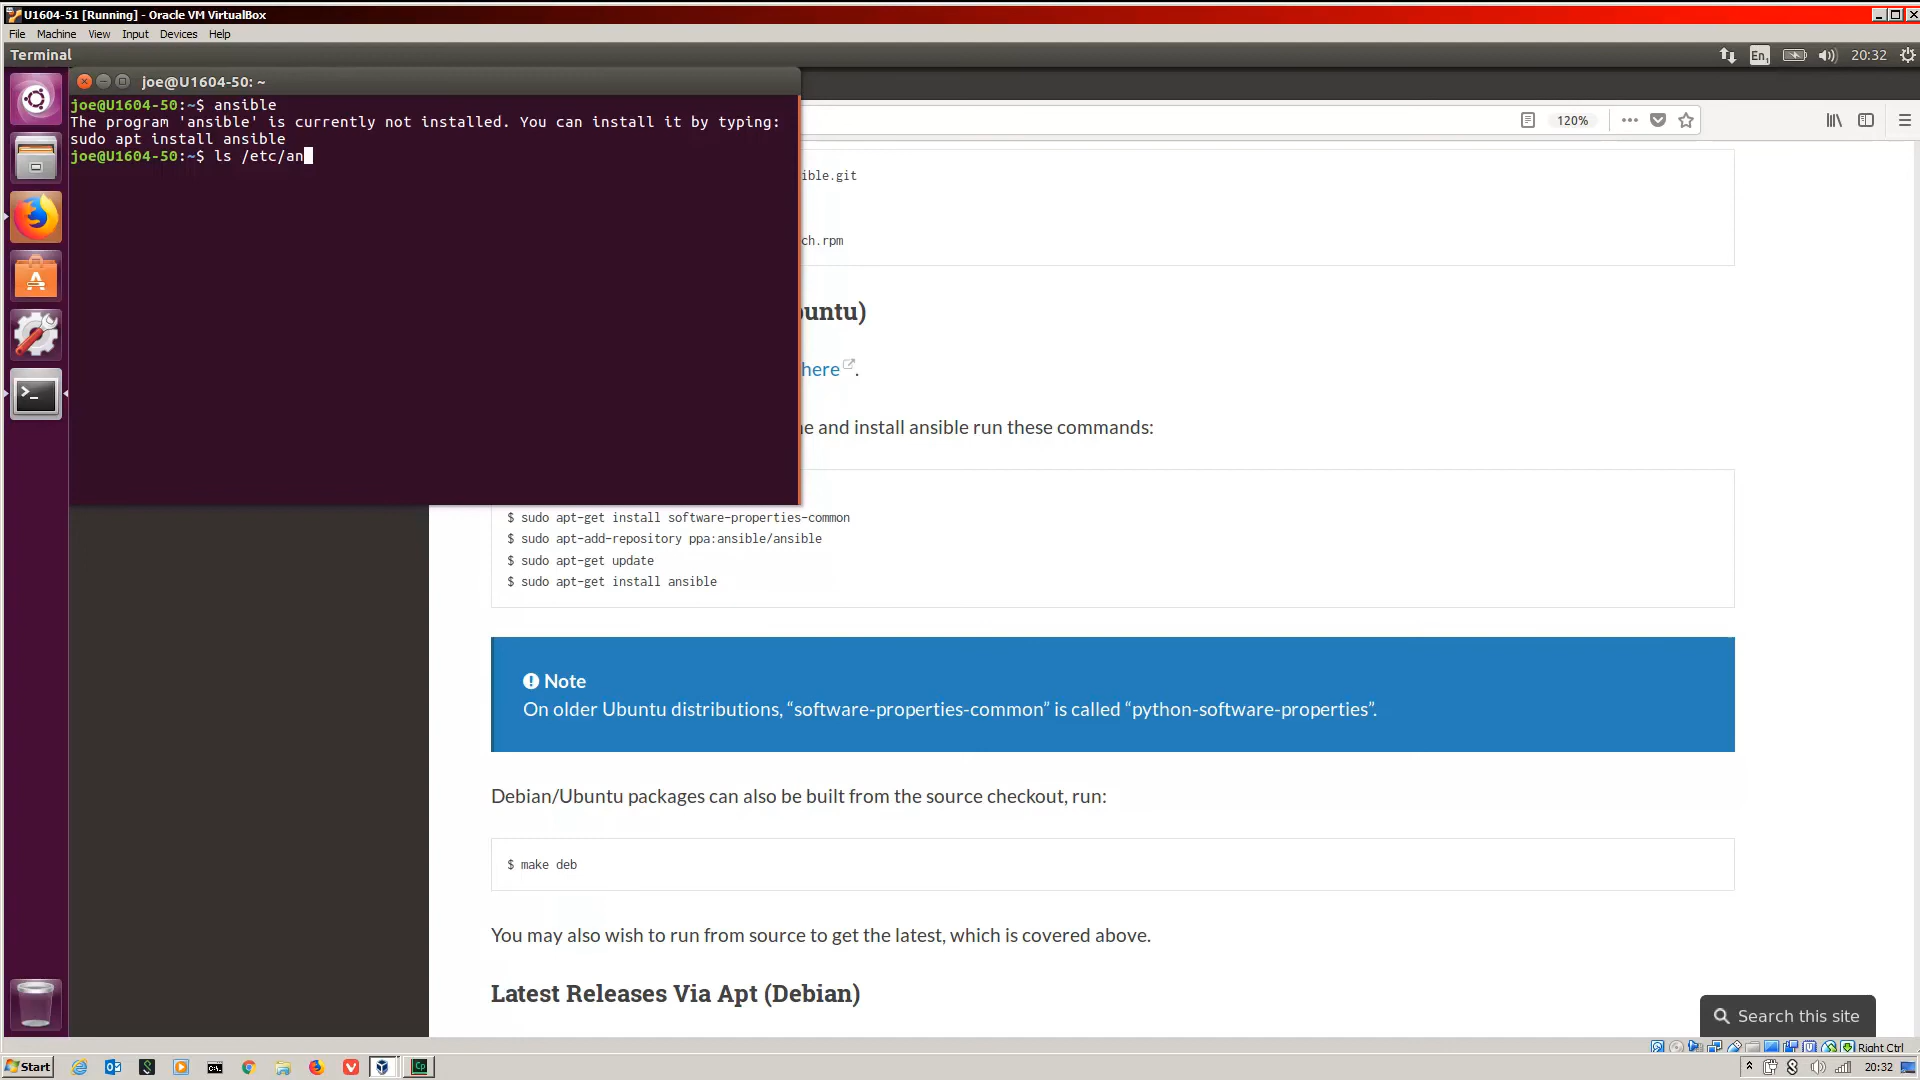 U1604-51 [Running] - Oracle VM VirtualBox
File Machine View Input Devices Help
Terminal
En1
20:32
joe@U1604-50: ~
joe@U1604-50:~$ ansible
The program 'ansible' is currently not installed. You can install it by typing:
sudo apt install ansible
joe@U1604-50:~$ ls /etc/an
120%
ible.git
ch.rpm
untu)
here.
e and install ansible run these commands:
$ sudo apt-get install software-properties-common
$ sudo apt-add-repository ppa:ansible/ansible
$ sudo apt-get update
$ sudo apt-get install ansible
Note
On older Ubuntu distributions, “software-properties-common” is called “python-software-properties”.
Debian/Ubuntu packages can also be built from the source checkout, run:
$ make deb
You may also wish to run from source to get the latest, which is covered above.
Latest Releases Via Apt (Debian)
Search this site
Right Ctrl
Start
Cp
20:32